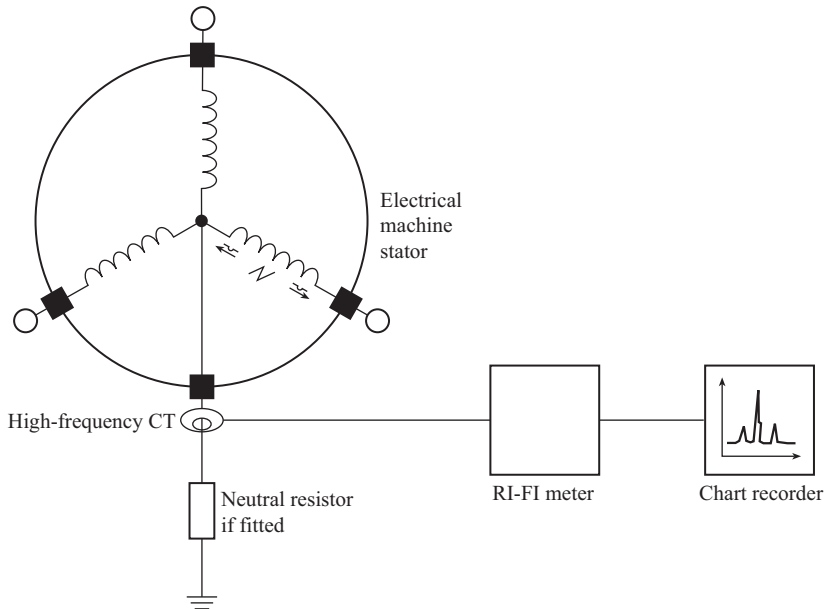 Electrical
machine
stator
High-frequency CT
Neutral resistor
if fitted
RI-FI meter
Chart recorder